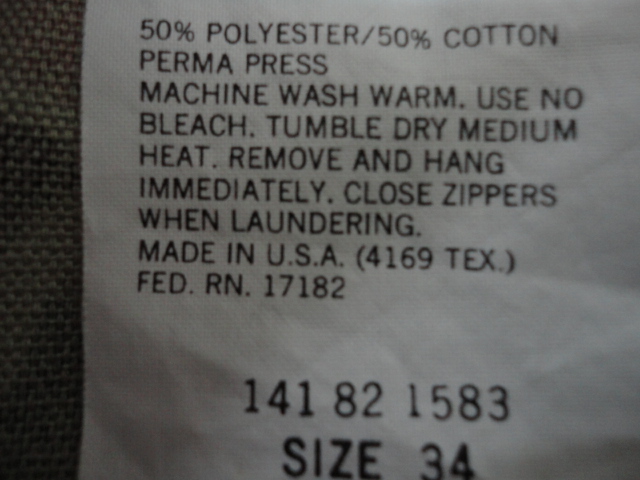 50% POLYESTER/50% COTTON
PERMA PRESS
MACHINE WASH WARM. USE NO
BLEACH. TUMBLE DRY MEDIUM
HEAT. REMOVE AND HANG
IMMEDIATELY. CLOSE ZIPPERS
WHEN LAUNDERING.
MADE IN U.S.A. (4169 TEX.)
FED. RN. 17182
141 82 1583
SIZE 34